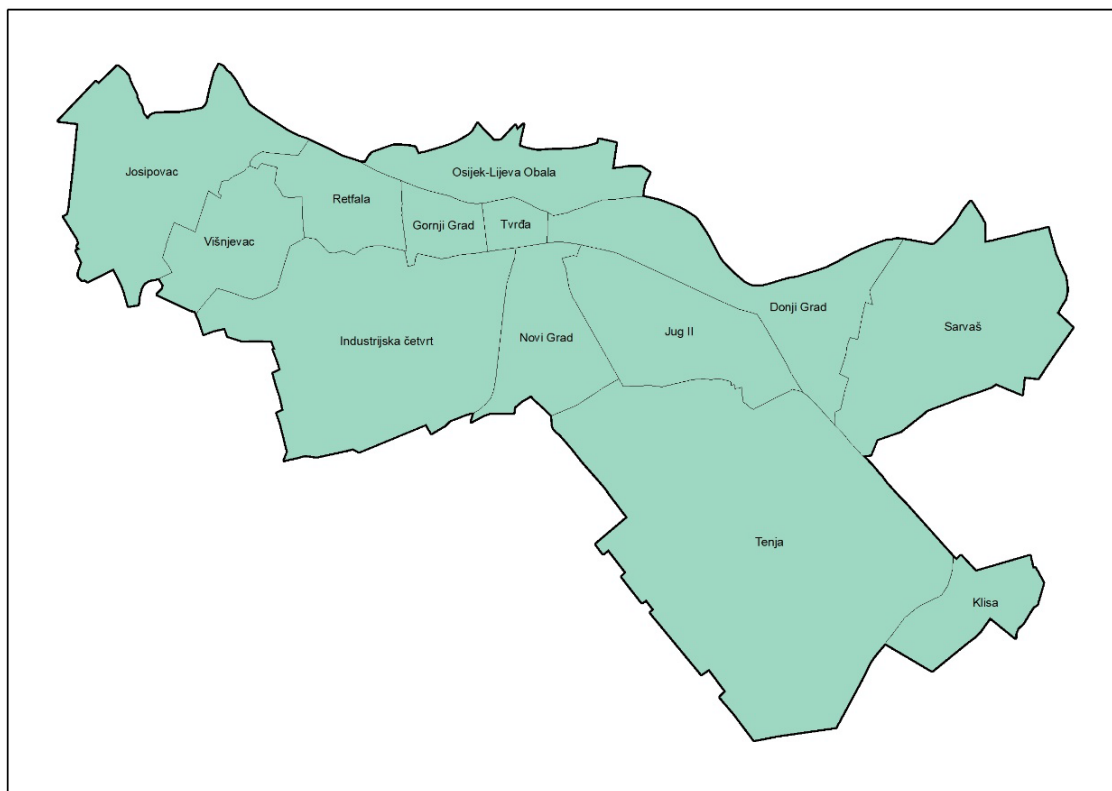 Josipovac
Osijek-Lijeva Obala
Retfala
Gornji Grad
Tvrđa
Višnjevac
Donji Grad
Sarvaš
Industrijska četvrt
Novi Grad
Jug II
Tenja
Klisa